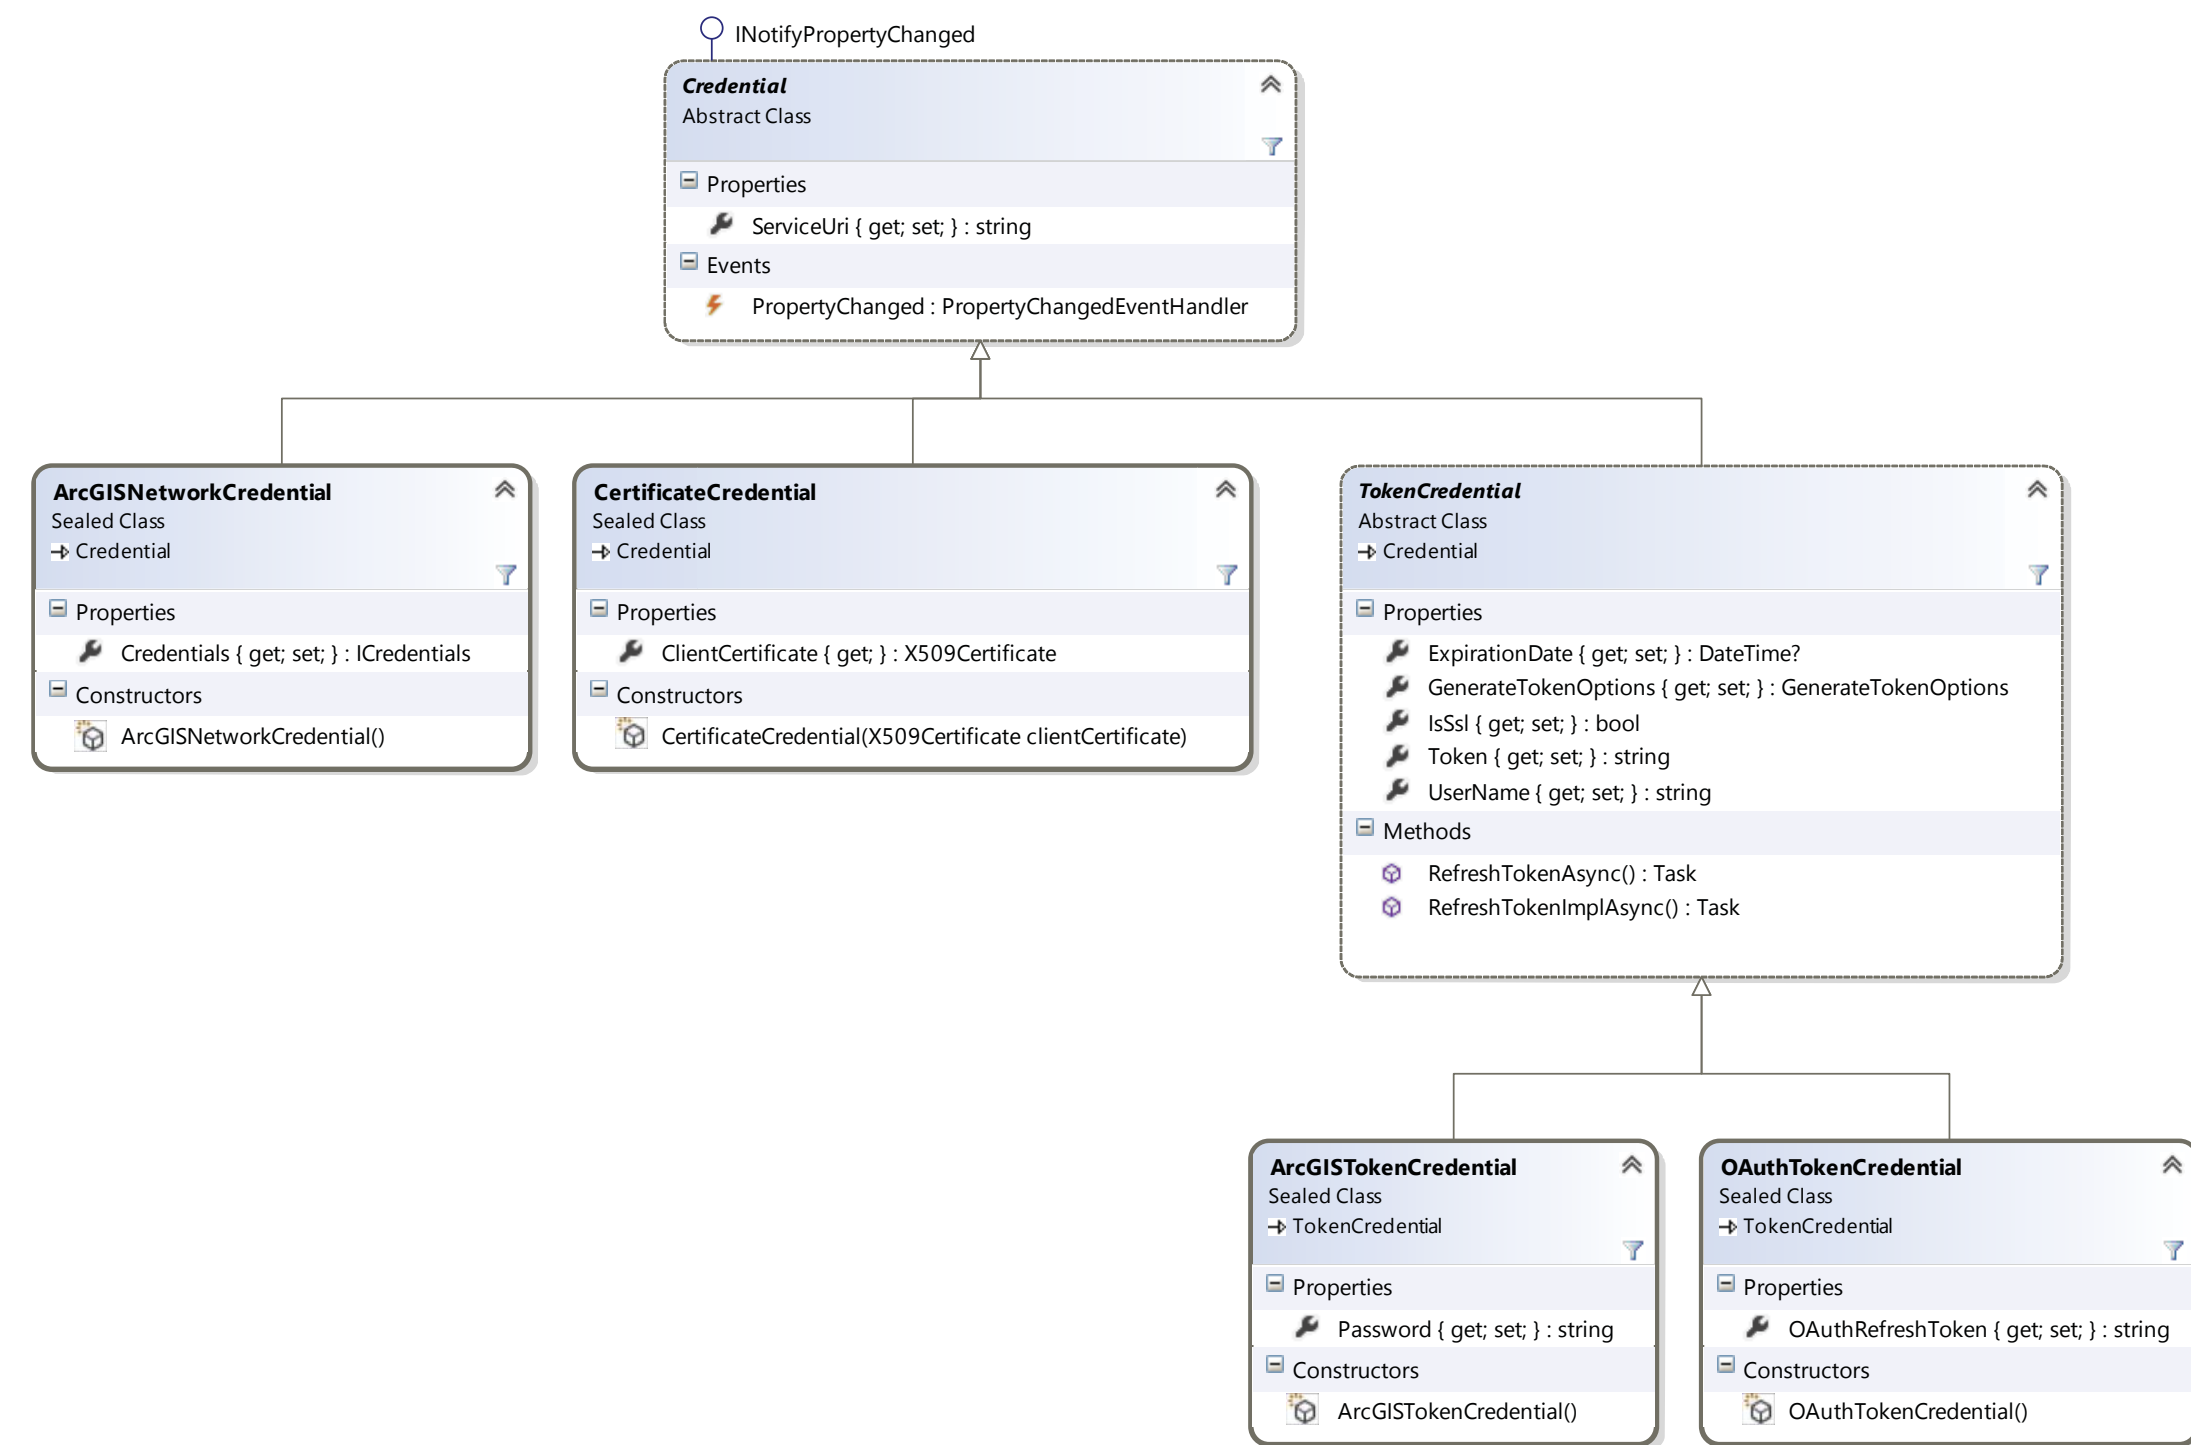 INotifyPropertyChanged
Credential
Abstract Class
Properties
ServiceUri { get; set; } : string
Events
PropertyChanged : PropertyChangedEventHandler
ArcGISNetworkCredential
Sealed Class
Credential
Properties
Credentials { get; set; } : ICredentials
Constructors
ArcGISNetworkCredential()
CertificateCredential
Sealed Class
Credential
Properties
ClientCertificate { get; } : X509Certificate
Constructors
CertificateCredential(X509Certificate clientCertificate)
TokenCredential
Abstract Class
Credential
Properties
ExpirationDate { get; set; } : DateTime?
GenerateTokenOptions { get; set; } : GenerateTokenOptions
IsSsl { get; set; } : bool
Token { get; set; } : string
UserName { get; set; } : string
Methods
RefreshTokenAsync() : Task
RefreshTokenImplAsync() : Task
ArcGISTokenCredential
Sealed Class
TokenCredential
Properties
Password { get; set; } : string
Constructors
ArcGISTokenCredential()
OAuthTokenCredential
Sealed Class
TokenCredential
Properties
OAuthRefreshToken { get; set; } : string
Constructors
OAuthTokenCredential()